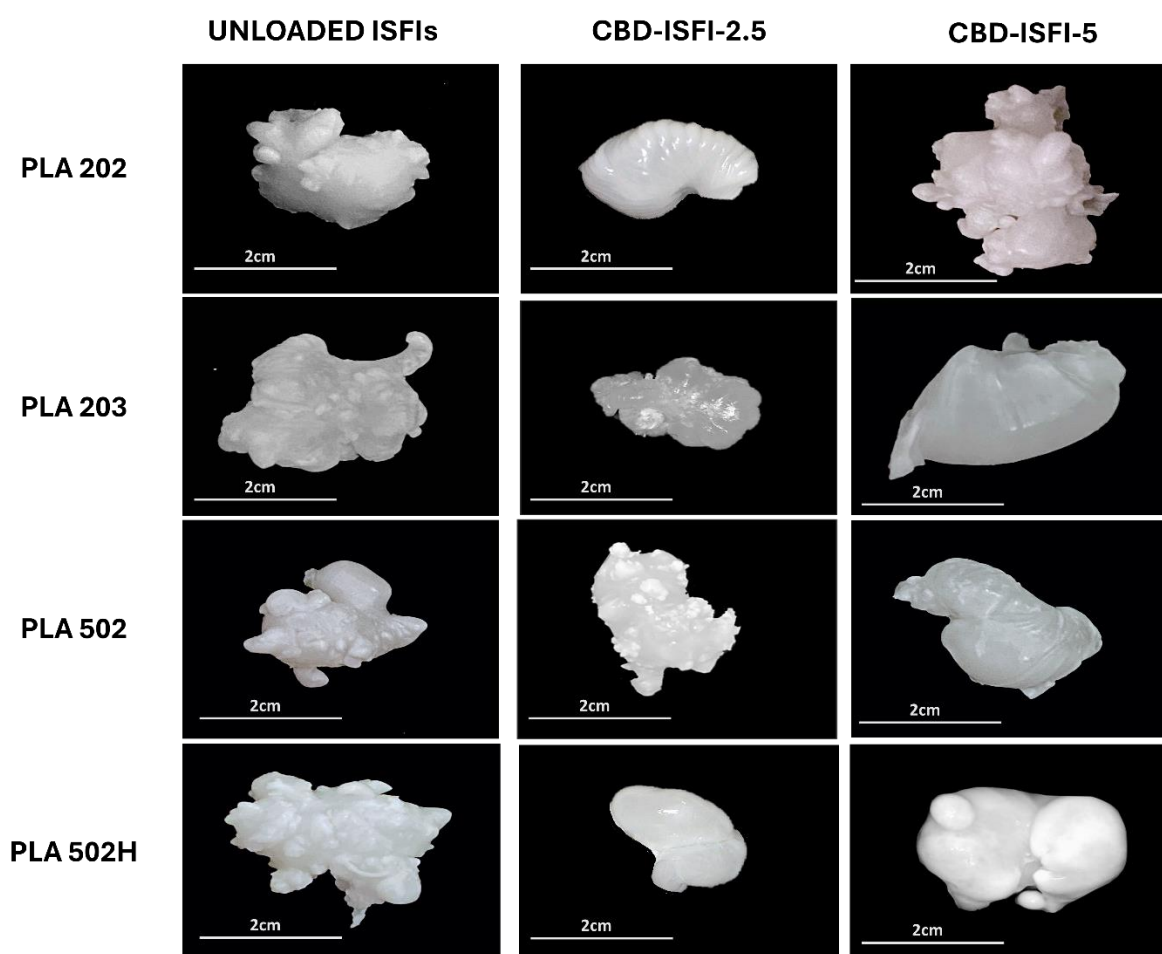 UNLOADED ISFIs CBD-ISFI-2.5 CBD-ISFI-5
PLA 202
2cm 2cm 2cm
PLA 203
2cm 2cm 2cm
PLA 502
2cm 2cm 2cm
PLA 502H
2cm 2cm 2cm